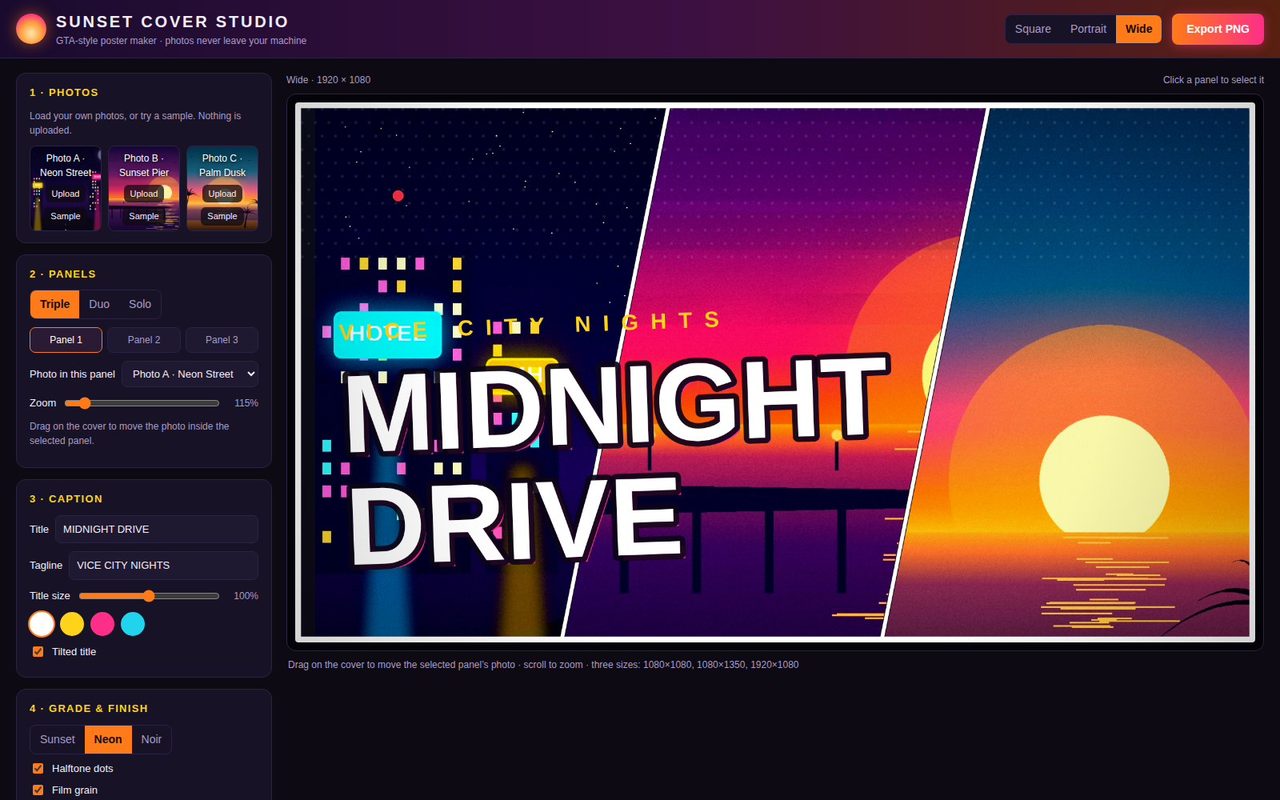 SUNSET COVER STUDIO
GTA-style poster maker · photos never leave your machine
Square Portrait Wide Export PNG
1 · PHOTOS
Load your own photos, or try a sample. Nothing is
uploaded.
Photo A ·
Neon Street
Upload
Sample
Photo B ·
Sunset Pier
Upload
Sample
Photo C ·
Palm Dusk
Upload
Sample
2 · PANELS
Triple Duo Solo
Panel 1 Panel 2 Panel 3
Photo in this panel Photo A · Neon Street
Zoom 115%
Drag on the cover to move the photo inside the
selected panel.
3 · CAPTION
Title MIDNIGHT DRIVE
Tagline VICE CITY NIGHTS
Title size 100%
Tilted title
4 · GRADE & FINISH
Sunset Neon Noir
Halftone dots
Film grain
Wide · 1920 × 1080
Click a panel to select it
HOTEL
VICE CITY NIGHTS
MIDNIGHT
DRIVE
Drag on the cover to move the selected panel's photo · scroll to zoom · three sizes: 1080×1080, 1080×1350, 1920×1080